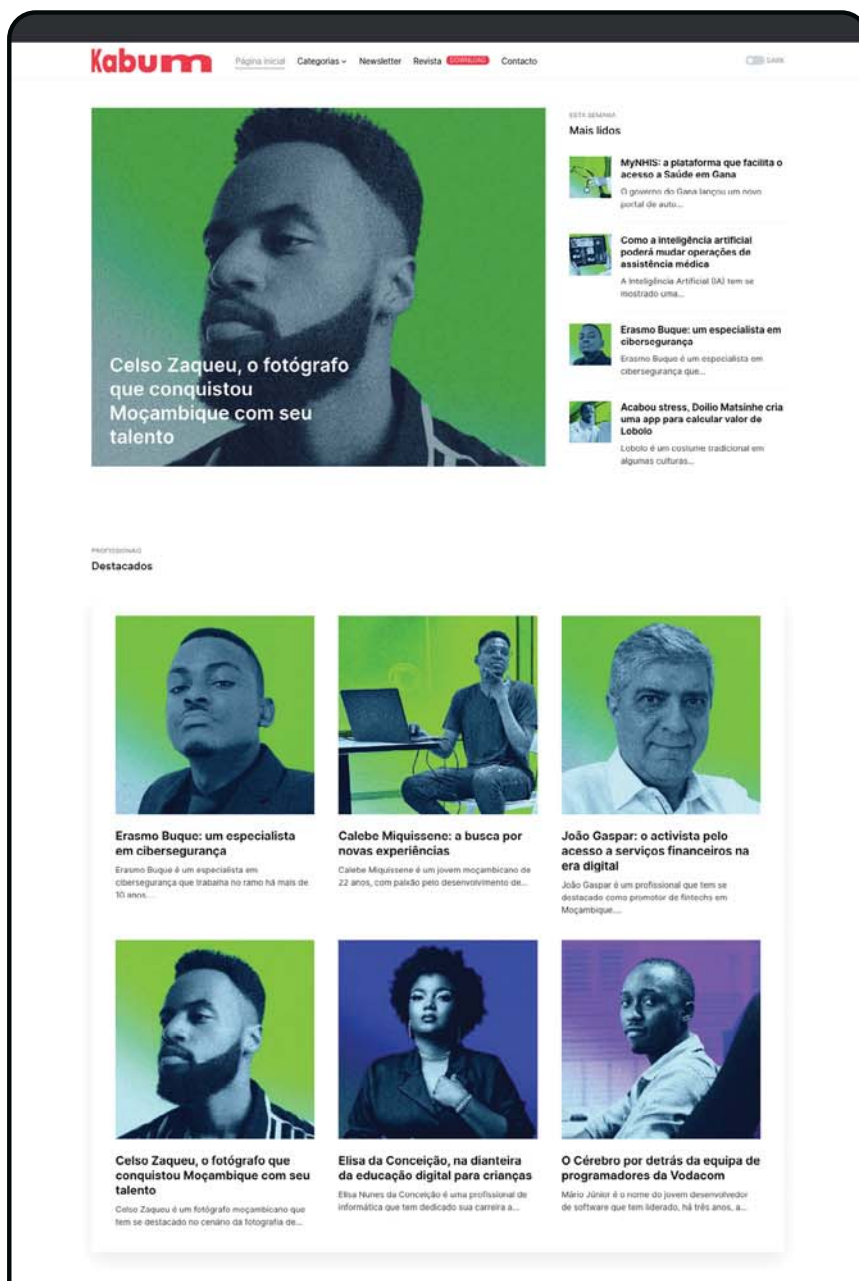 Kabum
Página inicial Categorias Newsletter Revista DOWNLOAD Contacto
DARK
Celso Zaqueu, o fotógrafo
que conquistou
Moçambique com seu
talento
ESTA SEMANA
Mais lidos
MyNHIS: a plataforma que facilita o
acesso a Saúde em Gana
O governo do Gana lançou um novo
portal de auto...
Como a inteligência artificial
poderá mudar operações de
assistência médica
A Inteligência Artificial (IA) tem se
mostrado uma...
Erasmo Buque: um especialista em
cibersegurança
Erasmo Buque é um especialista em
cibersegurança que...
Acabou stress, Doilio Matsinhe cria
uma app para calcular valor de
Lobolo
Lobolo é um costume tradicional em
algumas culturas...
PROFISSIONAIS
Destacados
Erasmo Buque: um especialista
em cibersegurança
Erasmo Buque é um especialista em
cibersegurança que trabalha no ramo há mais de
10 anos....
Calebe Miquissene: a busca por
novas experiências
Calebe Miquissene é um jovem moçambicano de
22 anos, com paixão pelo desenvolvimento de...
João Gaspar: o activista pelo
acesso a serviços financeiros na
era digital
João Gaspar é um profissional que tem se
destacado como promotor de fintechs em
Moçambique....
Celso Zaqueu, o fotógrafo que
conquistou Moçambique com seu
talento
Celso Zaqueu é um fotógrafo moçambicano que
tem se destacado no cenário da fotografia de...
Elisa da Conceição, na dianteira
da educação digital para crianças
Elisa Nunes da Conceição é uma profissional de
informática que tem dedicado sua carreira a...
O Cérebro por detrás da equipa de
programadores da Vodacom
Mário Júnior é o nome do jovem desenvolvedor
de software que tem liderado, há três anos, a...